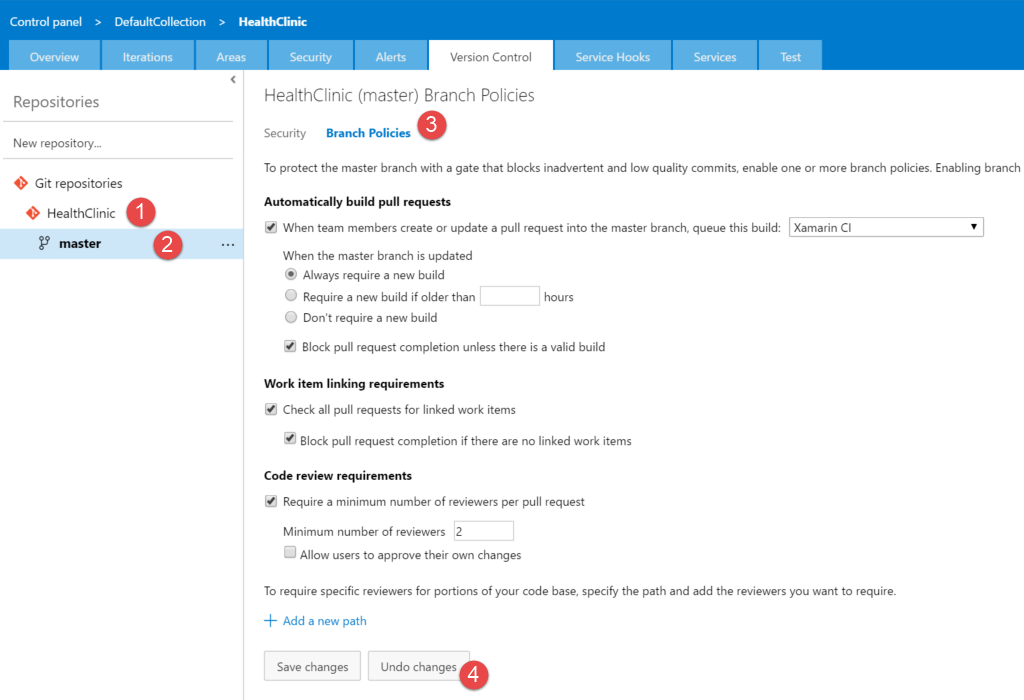 Control panel > DefaultCollection > HealthClinic
Overview Iterations Areas Security Alerts Version Control Service Hooks Services Test
Repositories
New repository...
Git repositories
HealthClinic 1
master 2 ...
HealthClinic (master) Branch Policies
Security Branch Policies 3
To protect the master branch with a gate that blocks inadvertent and low quality commits, enable one or more branch policies. Enabling branch
Automatically build pull requests
When team members create or update a pull request into the master branch, queue this build: Xamarin CI
When the master branch is updated
Always require a new build
Require a new build if older than hours
Don't require a new build
Block pull request completion unless there is a valid build
Work item linking requirements
Check all pull requests for linked work items
Block pull request completion if there are no linked work items
Code review requirements
Require a minimum number of reviewers per pull request
Minimum number of reviewers 2
Allow users to approve their own changes
To require specific reviewers for portions of your code base, specify the path and add the reviewers you want to require.
+ Add a new path
Save changes Undo changes 4